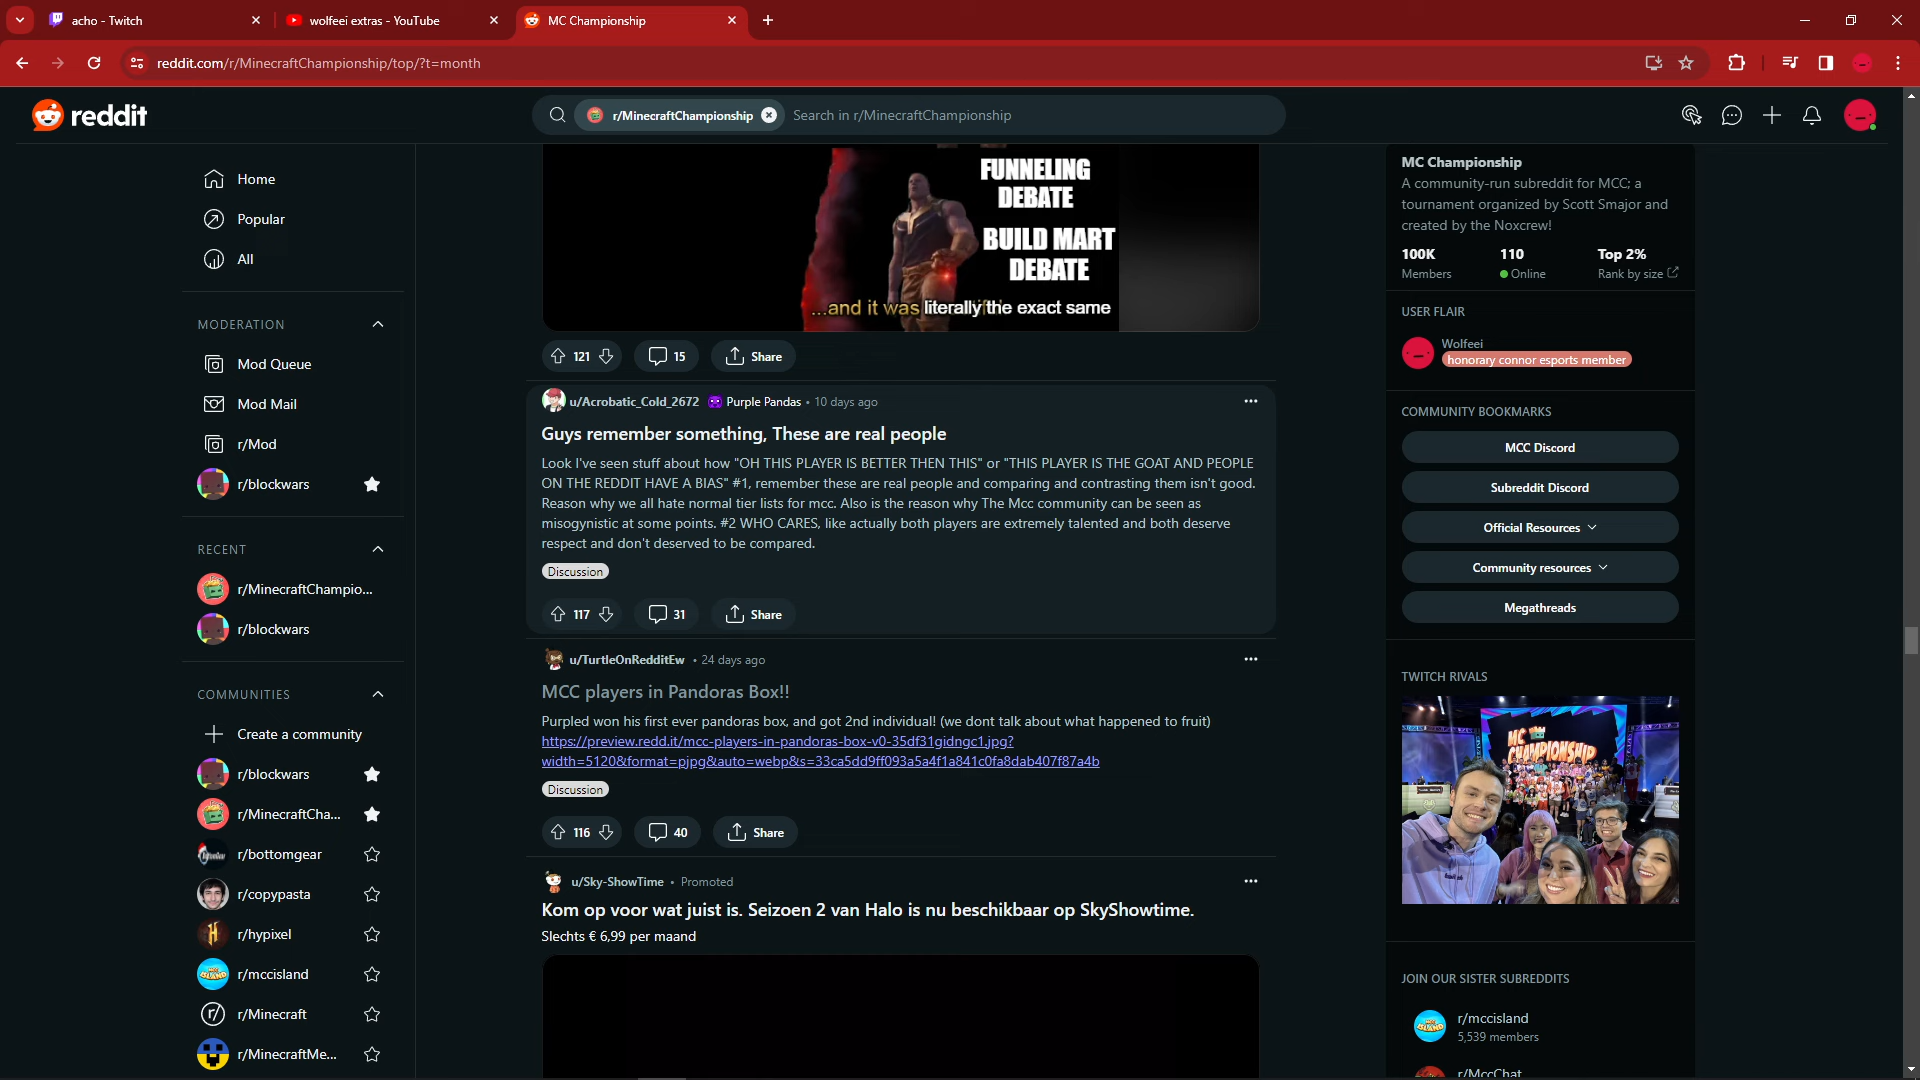 acho - Twitch
wolfeei extras - YouTube
MC Championship
reddit.com/r/MinecraftChampionship/top/?t=month
reddit
r/MinecraftChampionship
Search in r/MinecraftChampionship
Home
Popular
All
MODERATION
Mod Queue
Mod Mail
r/Mod
r/blockwars
RECENT
r/MinecraftChampio...
r/blockwars
COMMUNITIES
Create a community
r/blockwars
r/MinecraftCha...
r/bottomgear
r/copypasta
r/hypixel
r/mccisland
r/Minecraft
r/MinecraftMe...
FUNNELING
DEBATE
BUILD MART
DEBATE
...and it was literally the exact same
121
15
Share
u/Acrobatic_Cold_2672 Purple Pandas • 10 days ago
Guys remember something, These are real people
Look I've seen stuff about how "OH THIS PLAYER IS BETTER THEN THIS" or "THIS PLAYER IS THE GOAT AND PEOPLE
ON THE REDDIT HAVE A BIAS" #1, remember these are real people and comparing and contrasting them isn't good.
Reason why we all hate normal tier lists for mcc. Also is the reason why The Mcc community can be seen as
misogynistic at some points. #2 WHO CARES, like actually both players are extremely talented and both deserve
respect and don't deserved to be compared.
Discussion
117
31
Share
u/TurtleOnRedditEw • 24 days ago
MCC players in Pandoras Box!!
Purpled won his first ever pandoras box, and got 2nd individual! (we dont talk about what happened to fruit)
https://preview.redd.it/mcc-players-in-pandoras-box-v0-35df31gidngc1.jpg?
width=5120&format=pjpg&auto=webp&s=33ca5dd9ff093a5a4f1a841c0fa8dab407f87a4b
Discussion
116
40
Share
u/Sky-ShowTime • Promoted
Kom op voor wat juist is. Seizoen 2 van Halo is nu beschikbaar op SkyShowtime.
Slechts € 6,99 per maand
MC Championship
A community-run subreddit for MCC; a
tournament organized by Scott Smajor and
created by the Noxcrew!
100K
Members
110
Online
Top 2%
Rank by size
USER FLAIR
Wolfeei
honorary connor esports member
COMMUNITY BOOKMARKS
MCC Discord
Subreddit Discord
Official Resources
Community resources
Megathreads
TWITCH RIVALS
MC
CHAMPIONSHIP
JOIN OUR SISTER SUBREDDITS
r/mccisland
5,539 members
r/MccChat